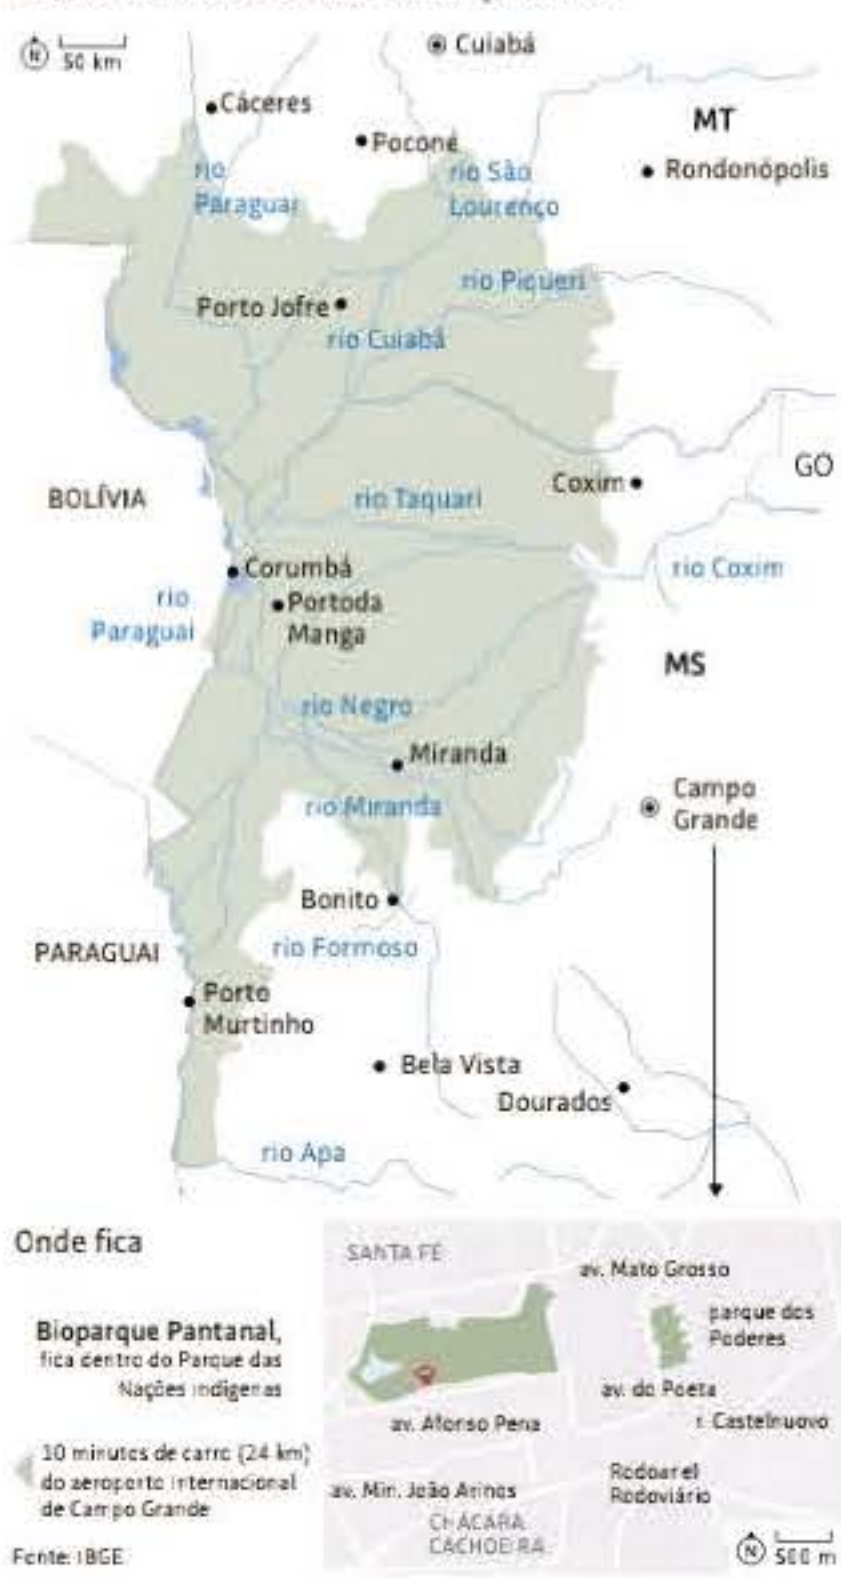 N
50 km
Cuiabá
Cáceres
Poconé
MT
Rondonópolis
rio
Paraguai
rio São
Lourenço
rio Piqueri
Porto Jofre
rio Cuiabá
GO
Coxim
BOLÍVIA
rio Taquari
Corumbá
rio Coxim
rio
Paraguai
Portoda
Manga
MS
rio Negro
Miranda
rio Miranda
Campo
Grande
Bonito
rio Formoso
PARAGUAI
Porto
Murtinho
Bela Vista
Dourados
rio Apa
Onde fica
Bioparque Pantanal,
fica dentro do Parque das
Nações Indígenas
10 minutos de carro (24 km)
do aeroporto internacional
de Campo Grande
Fonte: IBGE
SANTA FÉ
av. Mato Grosso
parque dos
Poderes
av. do Poeta
av. Afonso Pena
r. Castelnuovo
av. Min. João Arinos
Rodoanel
Rodoviário
CHÁCARA
CACHOEIRA
N
500 m